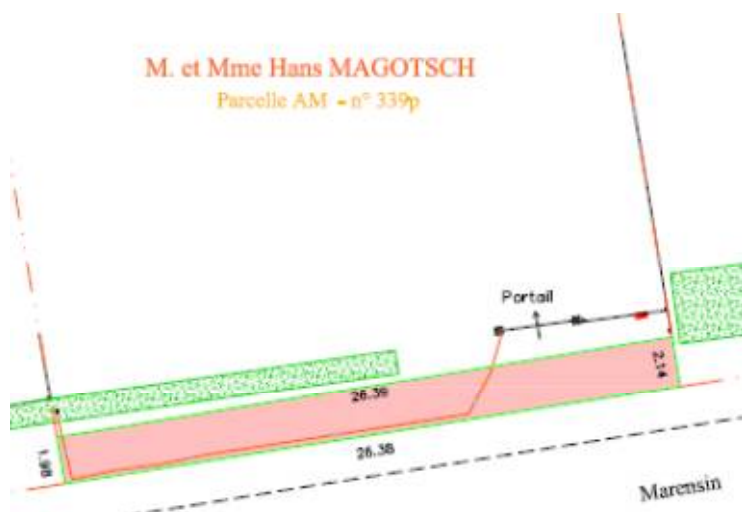 M. et Mme Hans MAGOTSCH
Parcelle AM - n° 339p
Portail
2.14
26.39
1.98
26.38
Marensin